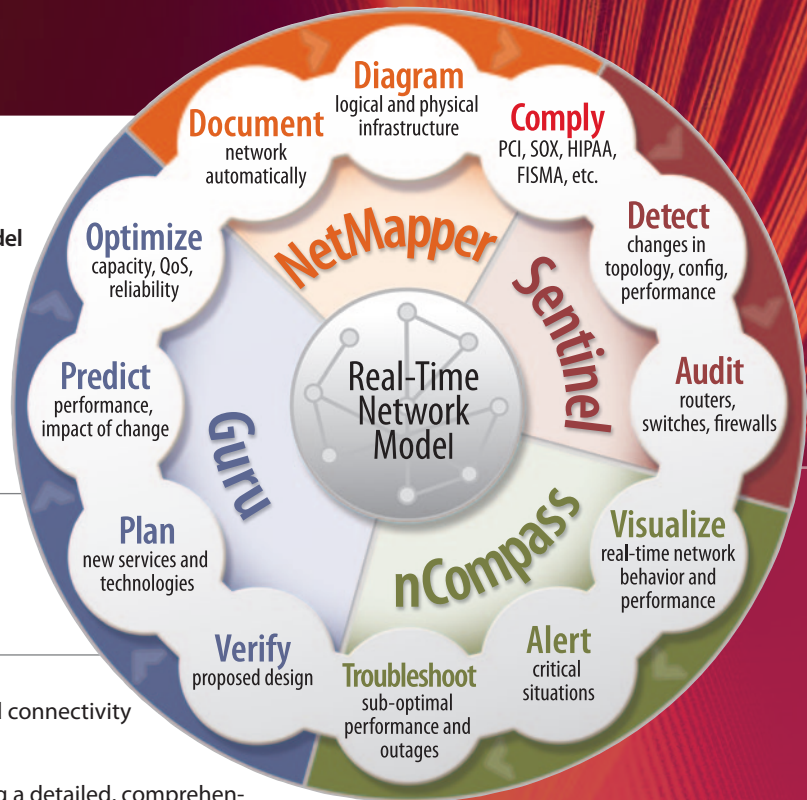 Diagram
logical and physical
infrastructure
Document
network
automatically
Comply
PCI, SOX, HIPAA,
FISMA, etc.
Detect
changes in
topology, config,
performance
Audit
routers,
switches, firewalls
Visualize
real-time network
behavior and
performance
Alert
critical
situations
Troubleshoot
sub-optimal
performance and
outages
Verify
proposed design
Plan
new services and
technologies
Predict
performance,
impact of change
Optimize
capacity, QoS,
reliability
NetMapper
Sentinel
nCompass
Guru
Real-Time
Network
Model
connectivity
a detailed, comprehen-